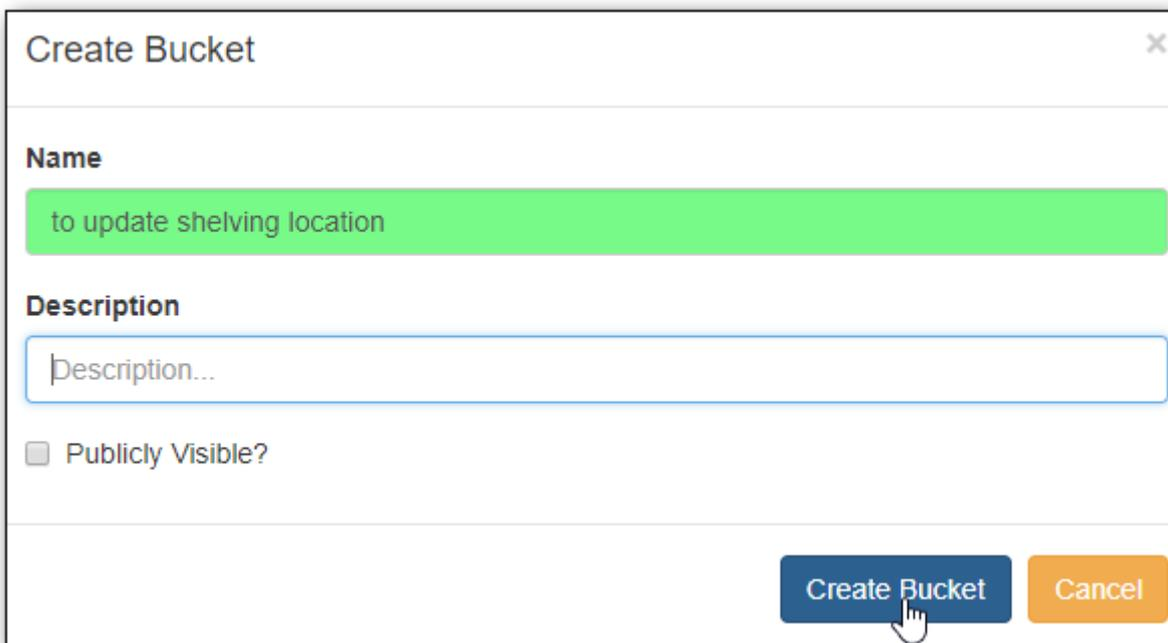 Create Bucket ×
Name
to update shelving location
Description
Description...
Publicly Visible?
Create Bucket Cancel